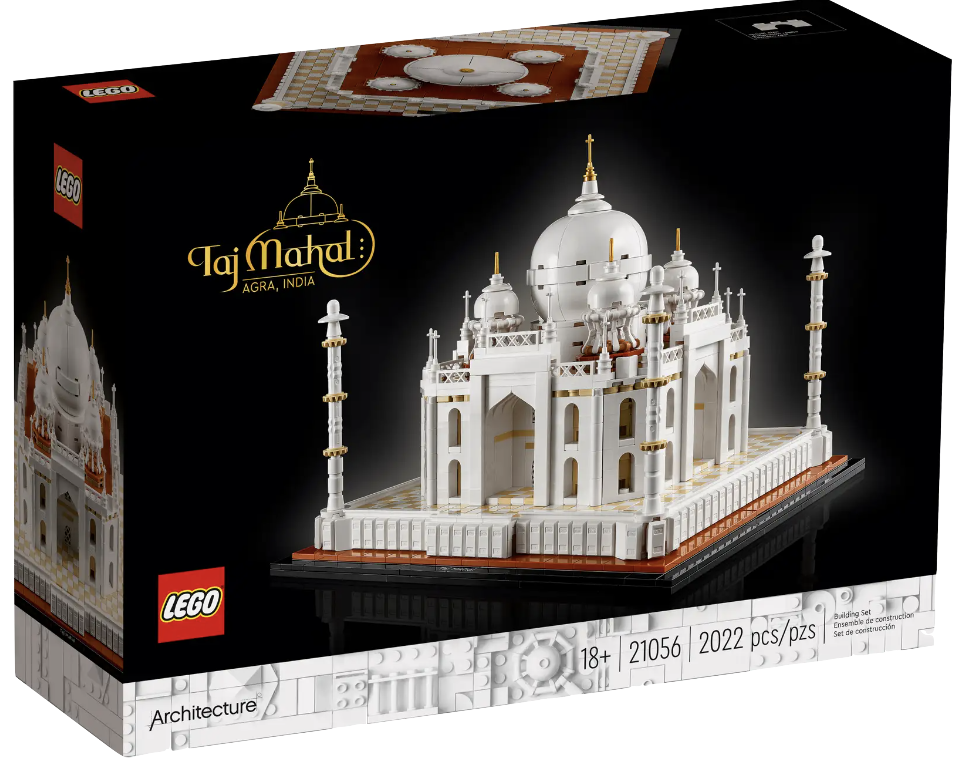 LEGO
LEGO
Taj Mahal
AGRA, INDIA
LEGO
18+ | 21056 | 2022 pcs/pzs
Building Set
Ensemble de construction
Set de construcción
Architecture